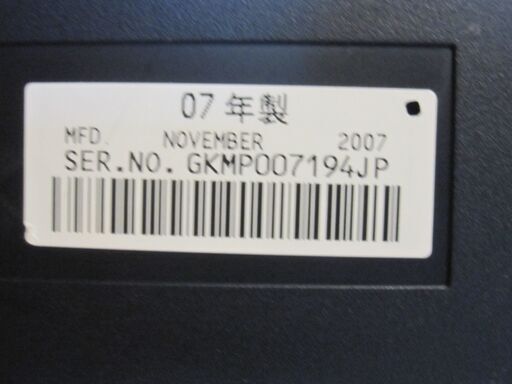 07年製
MFD. NOVEMBER 2007
SER.NO. GKMP007194JP